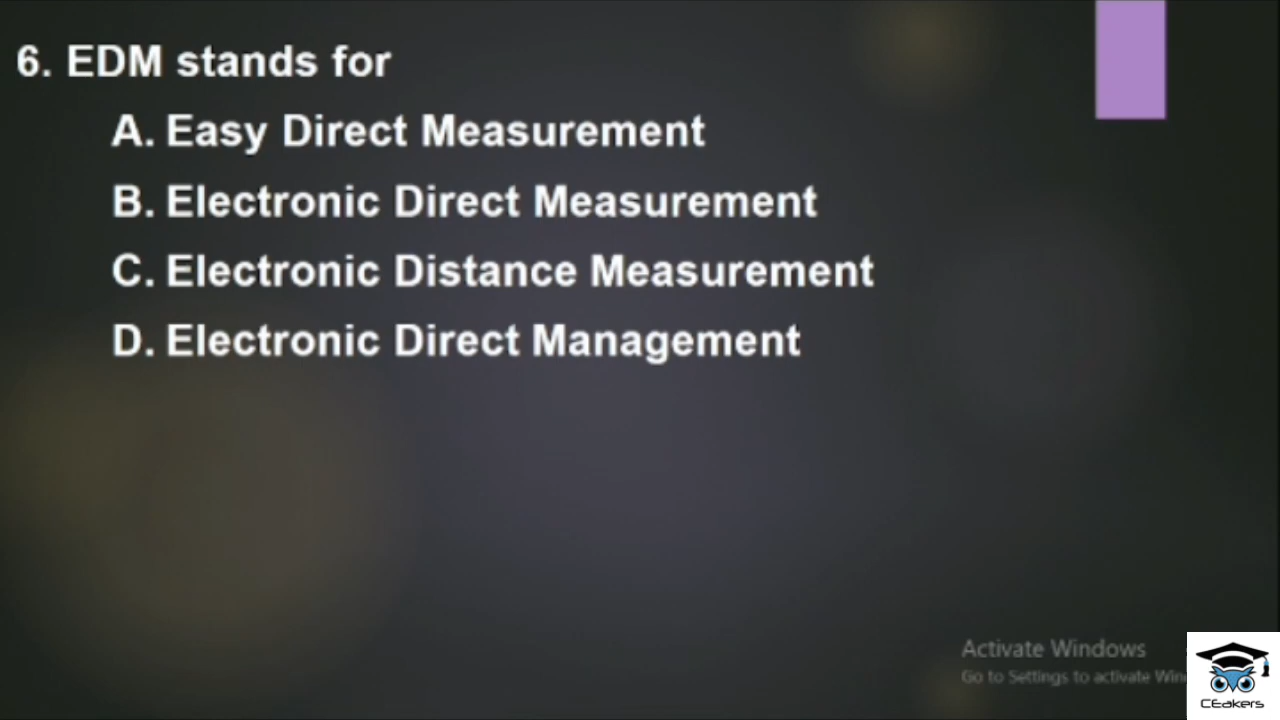 6. EDM stands for
A. Easy Direct Measurement
B. Electronic Direct Measurement
C. Electronic Distance Measurement
D. Electronic Direct Management
Activate Windows
Go to Settings to activate
CEakers